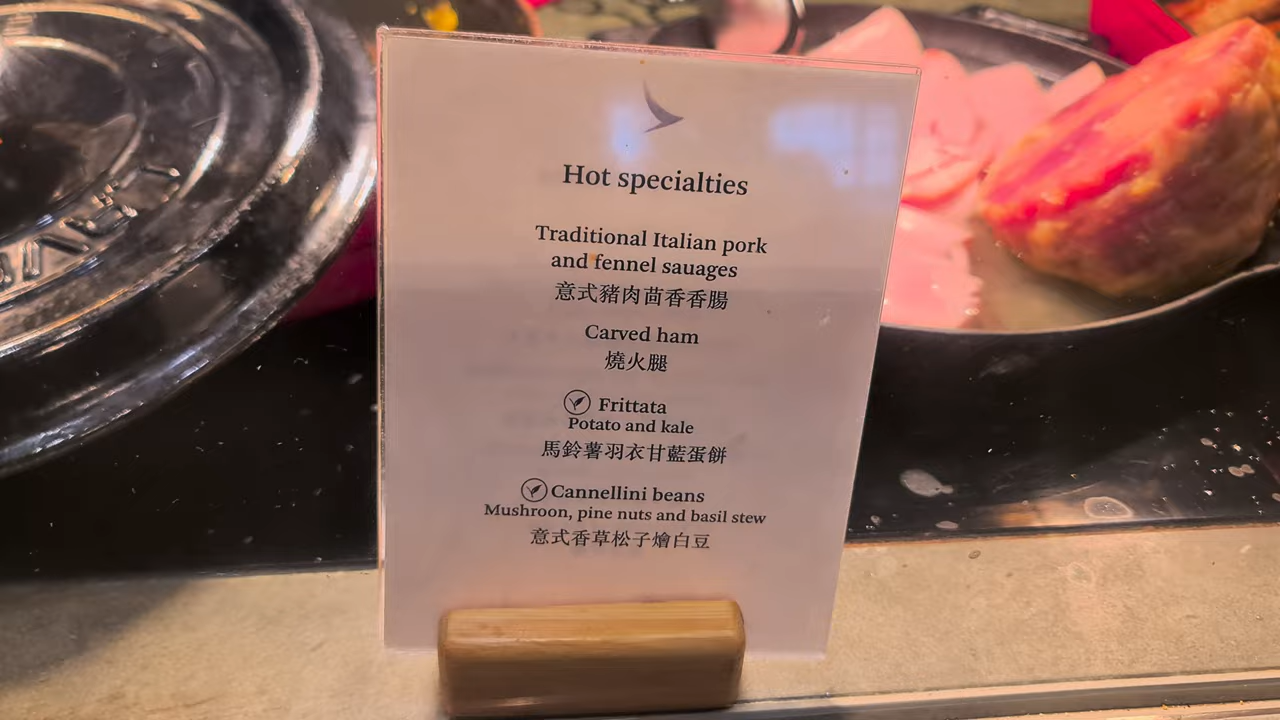 Hot specialties
Traditional Italian pork
and fennel sauages
意式豬肉茴香香腸
Carved ham
燒火腿
Frittata
Potato and kale
馬鈴薯羽衣甘藍蛋餅
Cannellini beans
Mushroon, pine nuts and basil stew
意式香草松子燴白豆